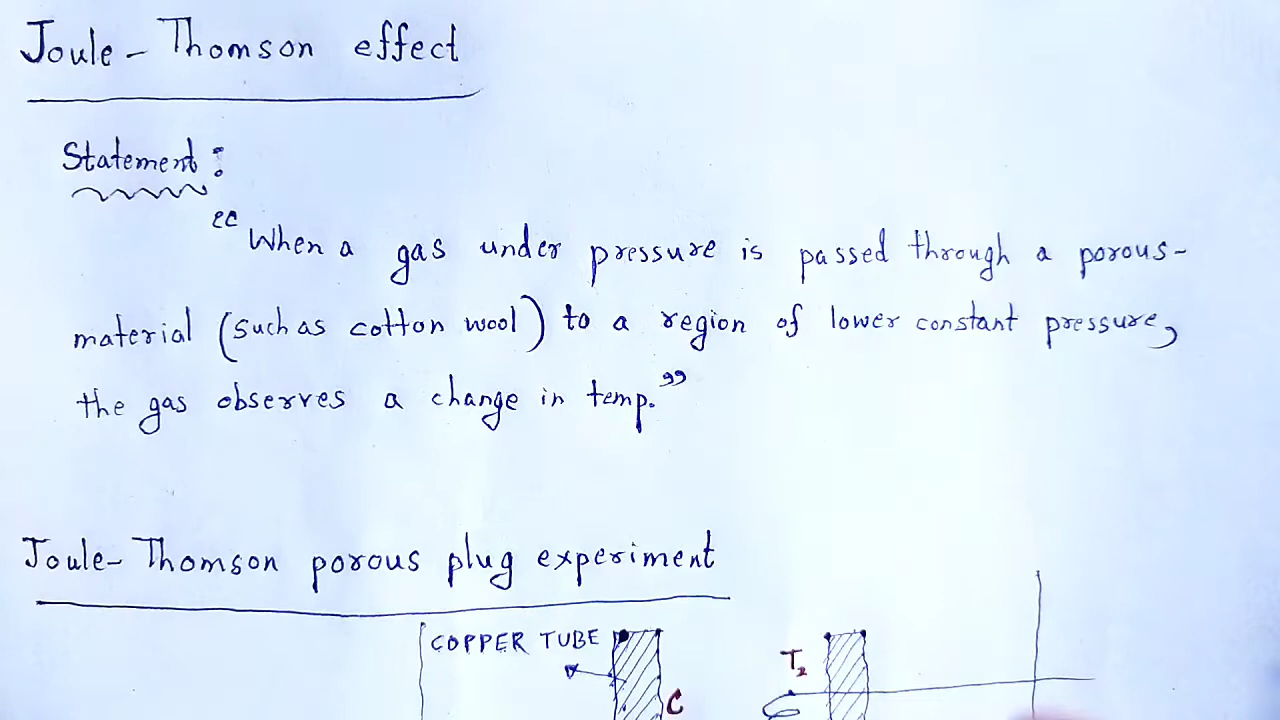 Joule-Thomson effect
Statement:
"When a gas under pressure is passed through a porous-
material (such as cotton wool) to a region of lower constant pressure,
the gas observes a change in temp."
Joule-Thomson porous plug experiment
COPPER TUBE
T₂
C